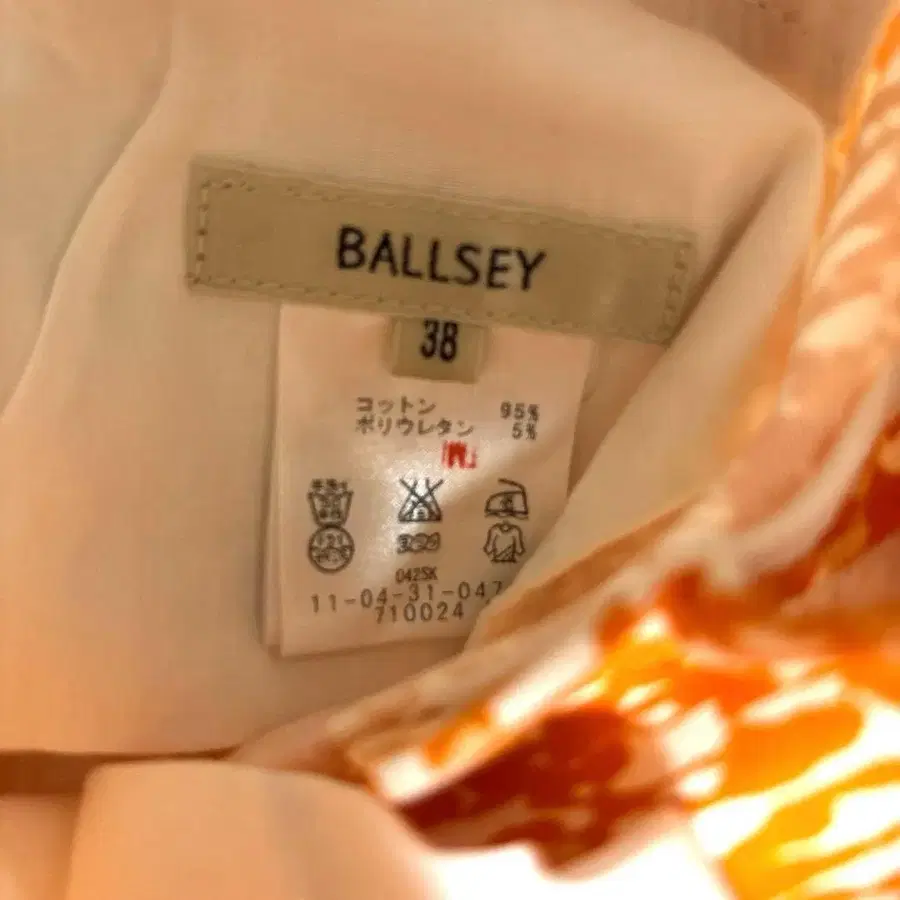 BALLSEY
38
コットン 95%
ポリウレタン 5%
042SK
11-04-31-047
710024